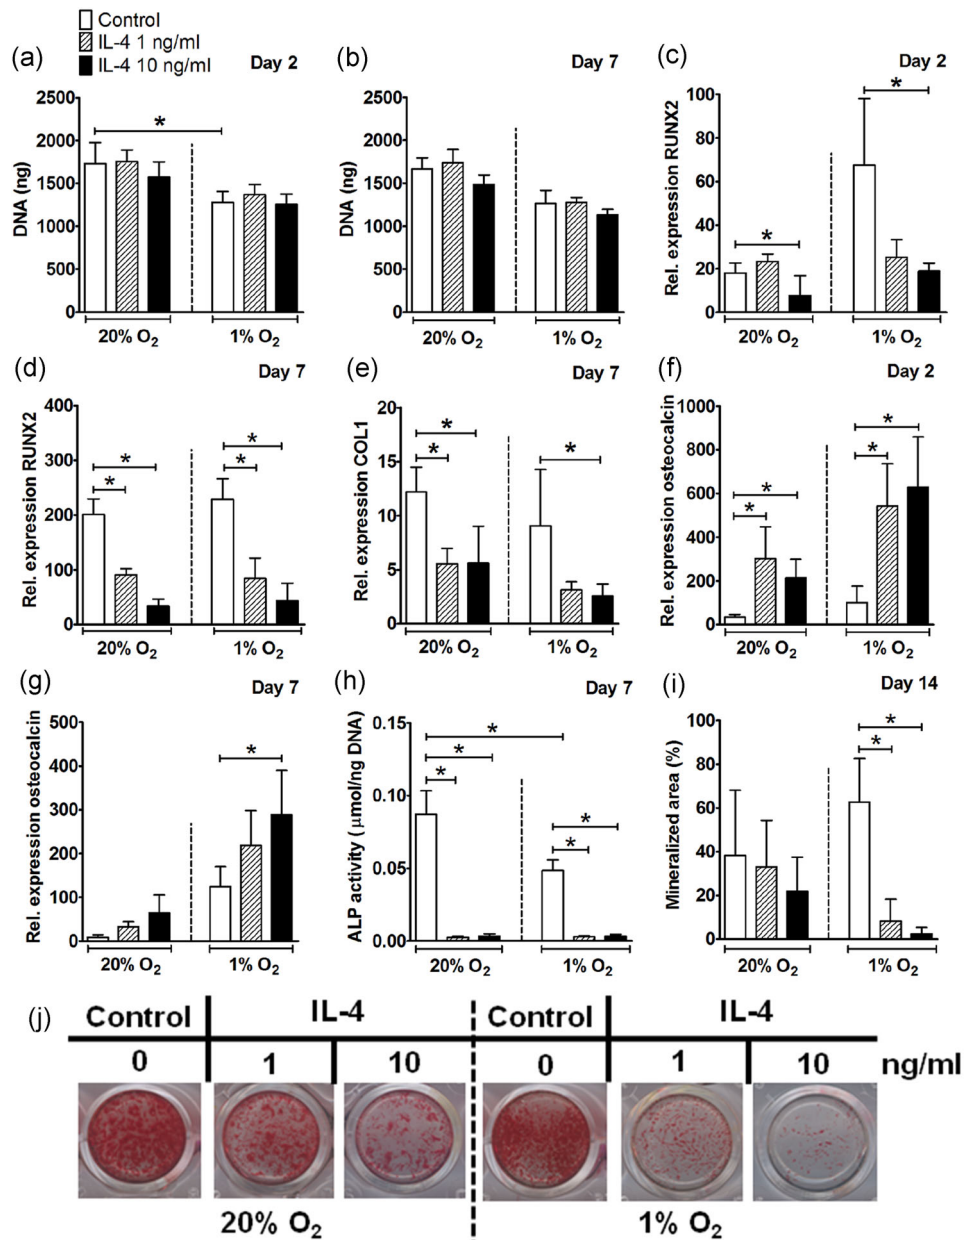 Control
IL-4 1 ng/ml
IL-4 10 ng/ml
(a)
Day 2
DNA (ng)
2500
2000
1500
1000
500
0
*
20% O2
1% O2
(b)
Day 7
DNA (ng)
2500
2000
1500
1000
500
0
20% O2
1% O2
(c)
Day 2
Rel. expression RUNX2
100
80
60
40
20
0
*
*
20% O2
1% O2
(d)
Day 7
Rel. expression RUNX2
400
300
200
100
0
*
*
*
*
20% O2
1% O2
(e)
Day 7
Rel. expression COL1
20
15
10
5
0
*
*
*
20% O2
1% O2
(f)
Day 2
Rel. expression osteocalcin
1000
800
600
400
200
0
*
*
*
*
20% O2
1% O2
(g)
Day 7
Rel. expression osteocalcin
500
400
300
200
100
0
*
20% O2
1% O2
(h)
Day 7
ALP activity (μmol/ng DNA)
0.15
0.10
0.05
0.00
*
*
*
*
*
20% O2
1% O2
(i)
Day 14
Mineralized area (%)
100
80
60
40
20
0
*
*
20% O2
1% O2
(j)
Control IL-4 Control IL-4
0 1 10 0 1 10 ng/ml
20% O2 1% O2